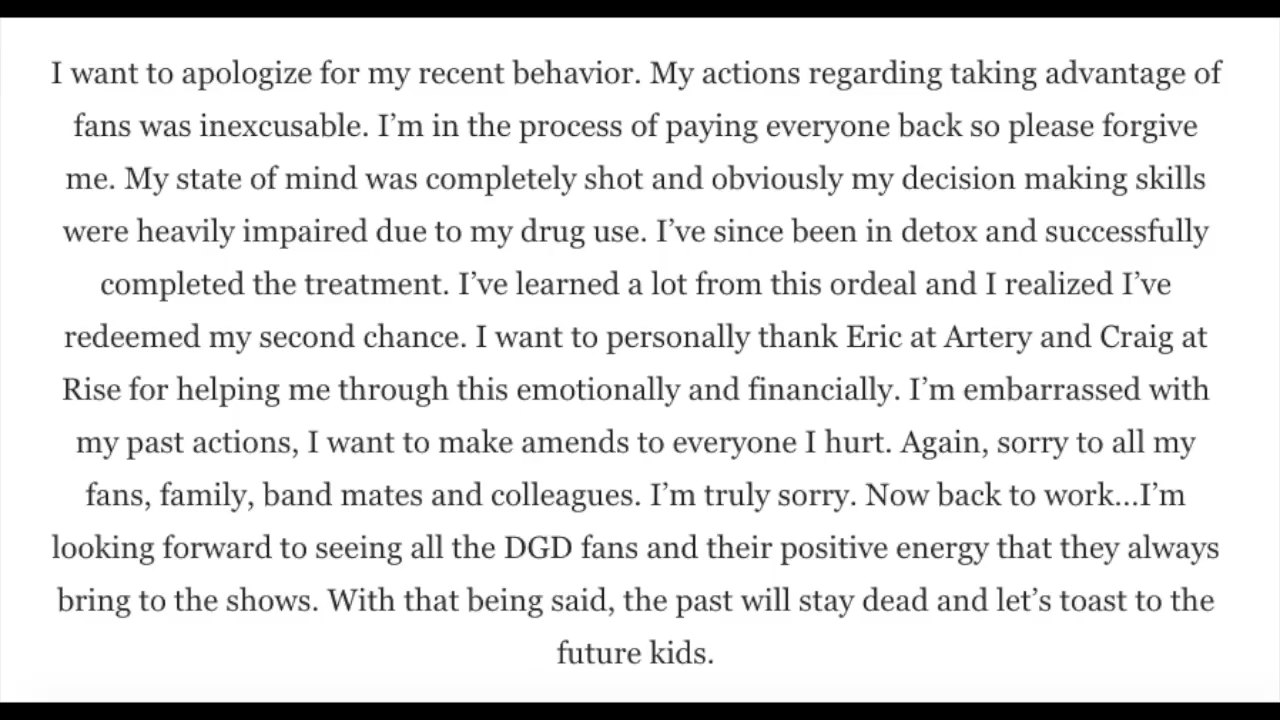 I want to apologize for my recent behavior. My actions regarding taking advantage of
fans was inexcusable. I’m in the process of paying everyone back so please forgive
me. My state of mind was completely shot and obviously my decision making skills
were heavily impaired due to my drug use. I’ve since been in detox and successfully
completed the treatment. I’ve learned a lot from this ordeal and I realized I’ve
redeemed my second chance. I want to personally thank Eric at Artery and Craig at
Rise for helping me through this emotionally and financially. I’m embarrassed with
my past actions, I want to make amends to everyone I hurt. Again, sorry to all my
fans, family, band mates and colleagues. I’m truly sorry. Now back to work...I’m
looking forward to seeing all the DGD fans and their positive energy that they always
bring to the shows. With that being said, the past will stay dead and let’s toast to the
future kids.